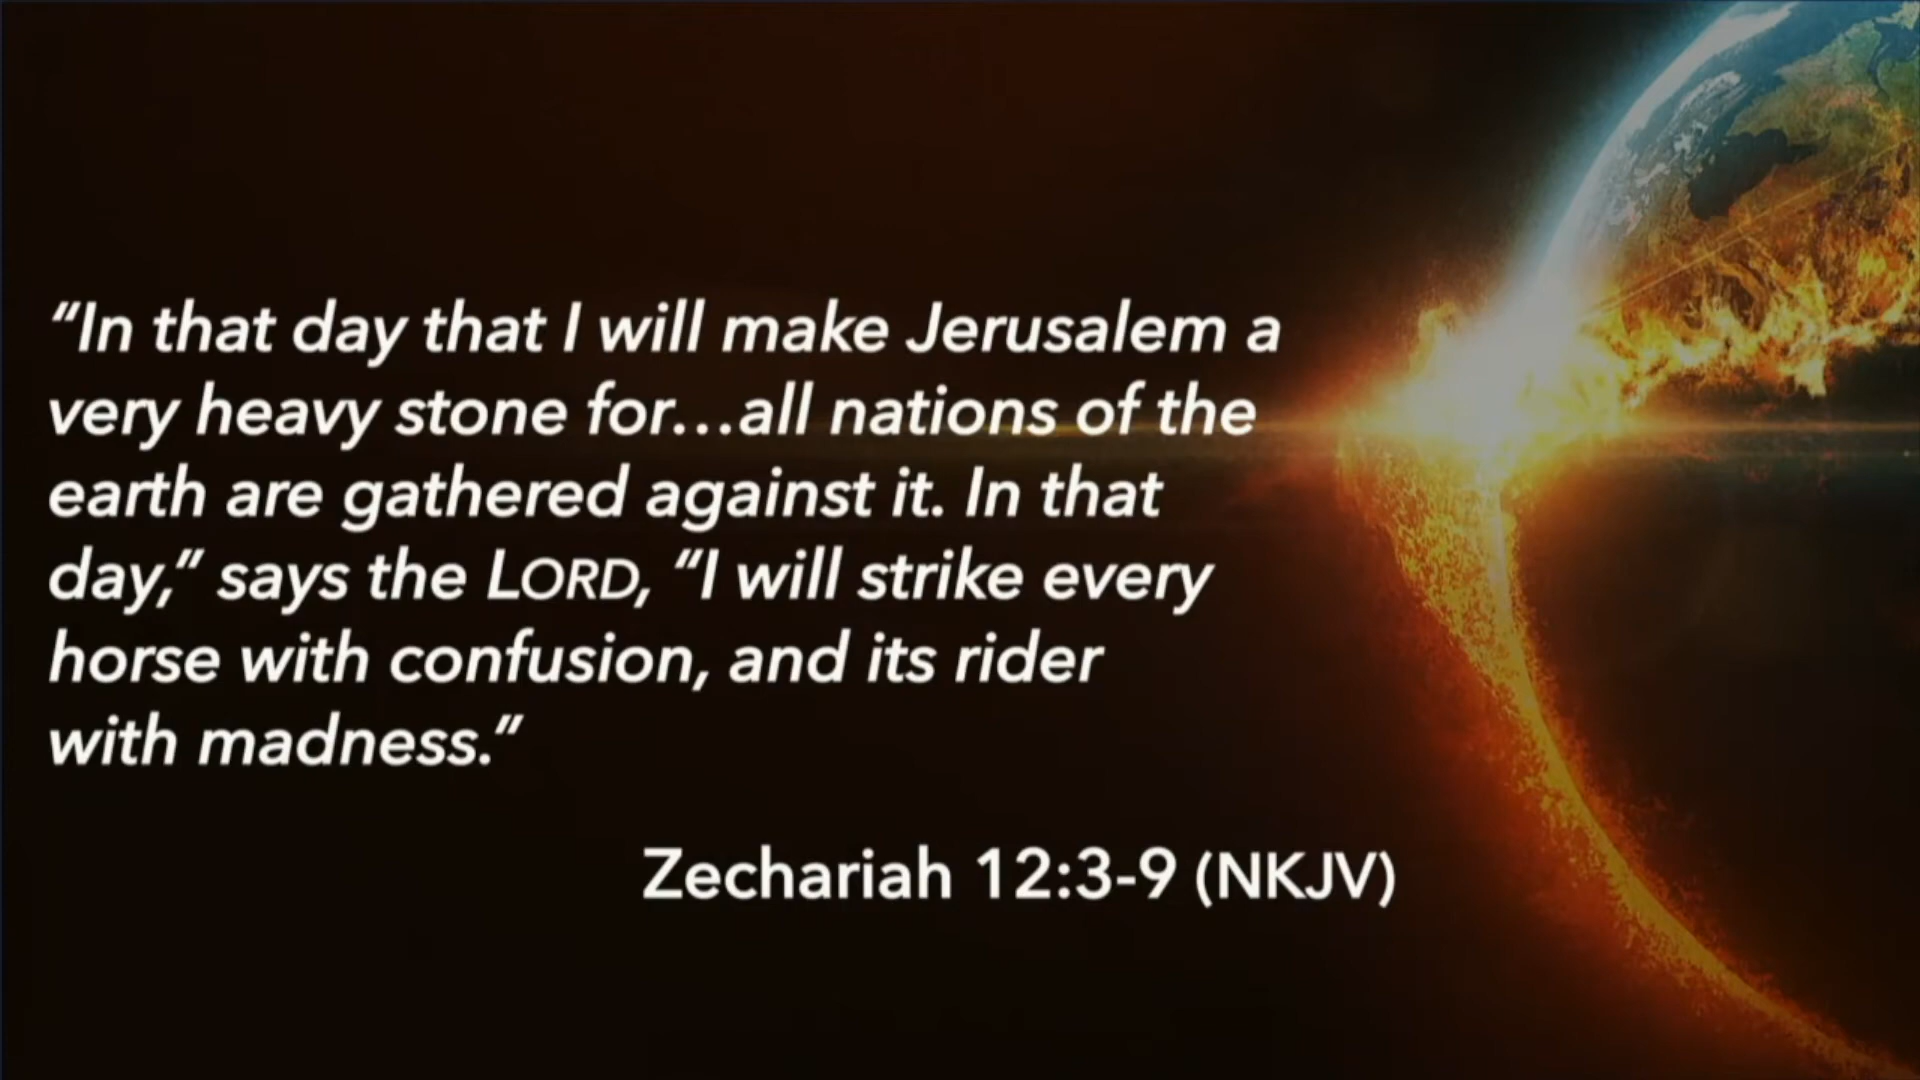 “In that day that I will make Jerusalem a
very heavy stone for...all nations of the
earth are gathered against it. In that
day,” says the LORD, “I will strike every
horse with confusion, and its rider
with madness.”
Zechariah 12:3-9 (NKJV)